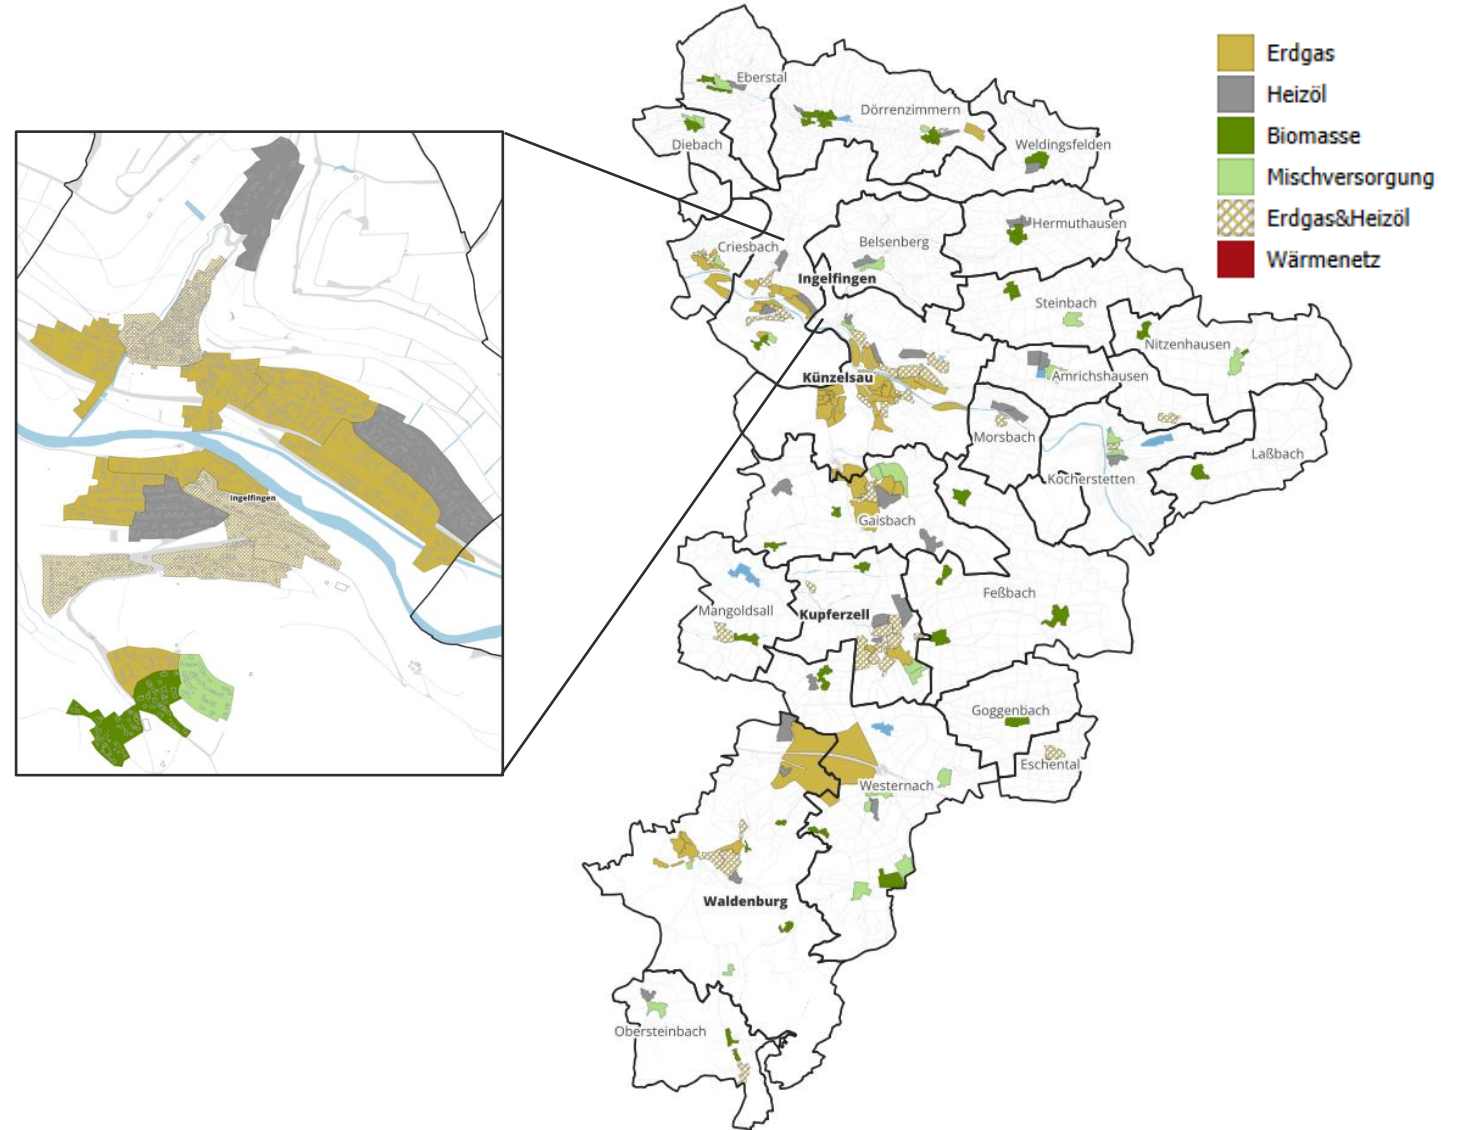 Erdgas
Heizöl
Biomasse
Mischversorgung
Erdgas&Heizöl
Wärmenetz
Eberstal
Dörrenzimmern
Diebach
Weldingsfelden
Hermuthausen
Criesbach
Belsenberg
Ingelfingen
Steinbach
Nitzenhausen
Künzelsau
Amrichshausen
Morsbach
Laßbach
Kocherstetten
Ingelfingen
Gaisbach
Feßbach
Mangoldsall
Kupferzell
Goggenbach
Eschental
Westernach
Waldenburg
Obersteinbach